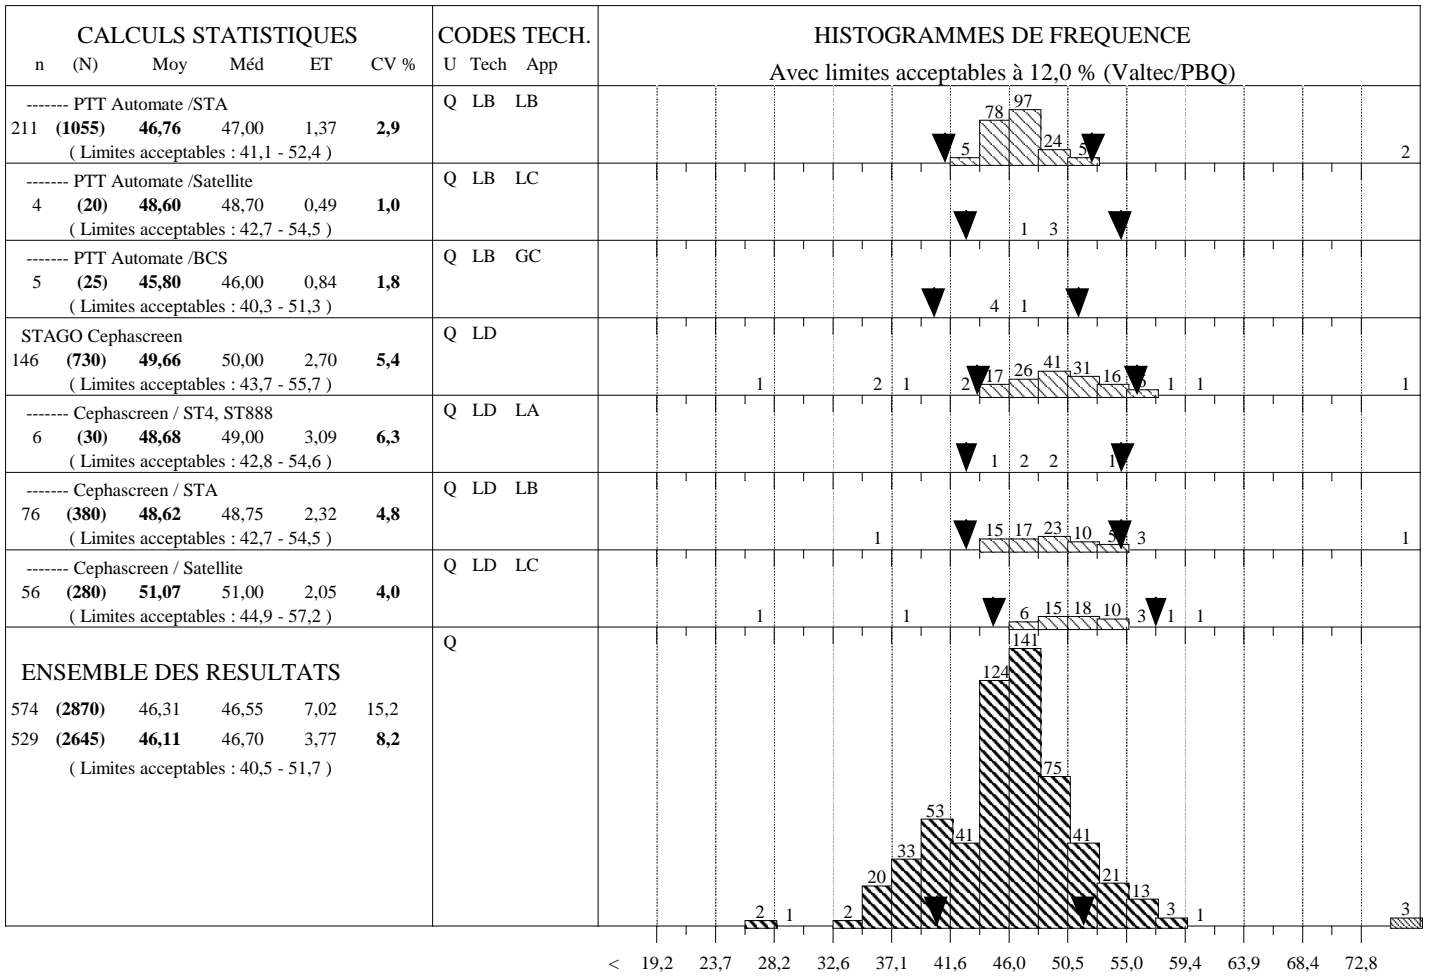 CALCULS STATISTIQUES CODES TECH. HISTOGRAMMES DE FREQUENCE
n (N) Moy Méd ET CV % U Tech App Avec limites acceptables à 12,0 % (Valtec/PBQ)
------- PTT Automate /STA Q LB LB
211 (1055) 46,76 47,00 1,37 2,9 5 78 97 24 5 2
( Limites acceptables : 41,1 - 52,4 )
------- PTT Automate /Satellite Q LB LC
4 (20) 48,60 48,70 0,49 1,0
( Limites acceptables : 42,7 - 54,5 ) 1 3
------- PTT Automate /BCS Q LB GC
5 (25) 45,80 46,00 0,84 1,8
( Limites acceptables : 40,3 - 51,3 ) 4 1
STAGO Cephascreen Q LD
146 (730) 49,66 50,00 2,70 5,4
( Limites acceptables : 43,7 - 55,7 ) 1 2 1 2 17 26 41 31 16 1 1 1
------- Cephascreen / ST4, ST888 Q LD LA
6 (30) 48,68 49,00 3,09 6,3
( Limites acceptables : 42,8 - 54,6 ) 1 2 2 1
------- Cephascreen / STA Q LD LB
76 (380) 48,62 48,75 2,32 4,8
( Limites acceptables : 42,7 - 54,5 ) 1 15 17 23 10 5 3 1
------- Cephascreen / Satellite Q LD LC
56 (280) 51,07 51,00 2,05 4,0
( Limites acceptables : 44,9 - 57,2 ) 1 1 6 15 18 10 3 1 1
Q
ENSEMBLE DES RESULTATS
574 (2870) 46,31 46,55 7,02 15,2
529 (2645) 46,11 46,70 3,77 8,2
( Limites acceptables : 40,5 - 51,7 )
2 1 2 20 33 53 41 124 141 75 41 21 13 3 1 3
< 19,2 23,7 28,2 32,6 37,1 41,6 46,0 50,5 55,0 59,4 63,9 68,4 72,8